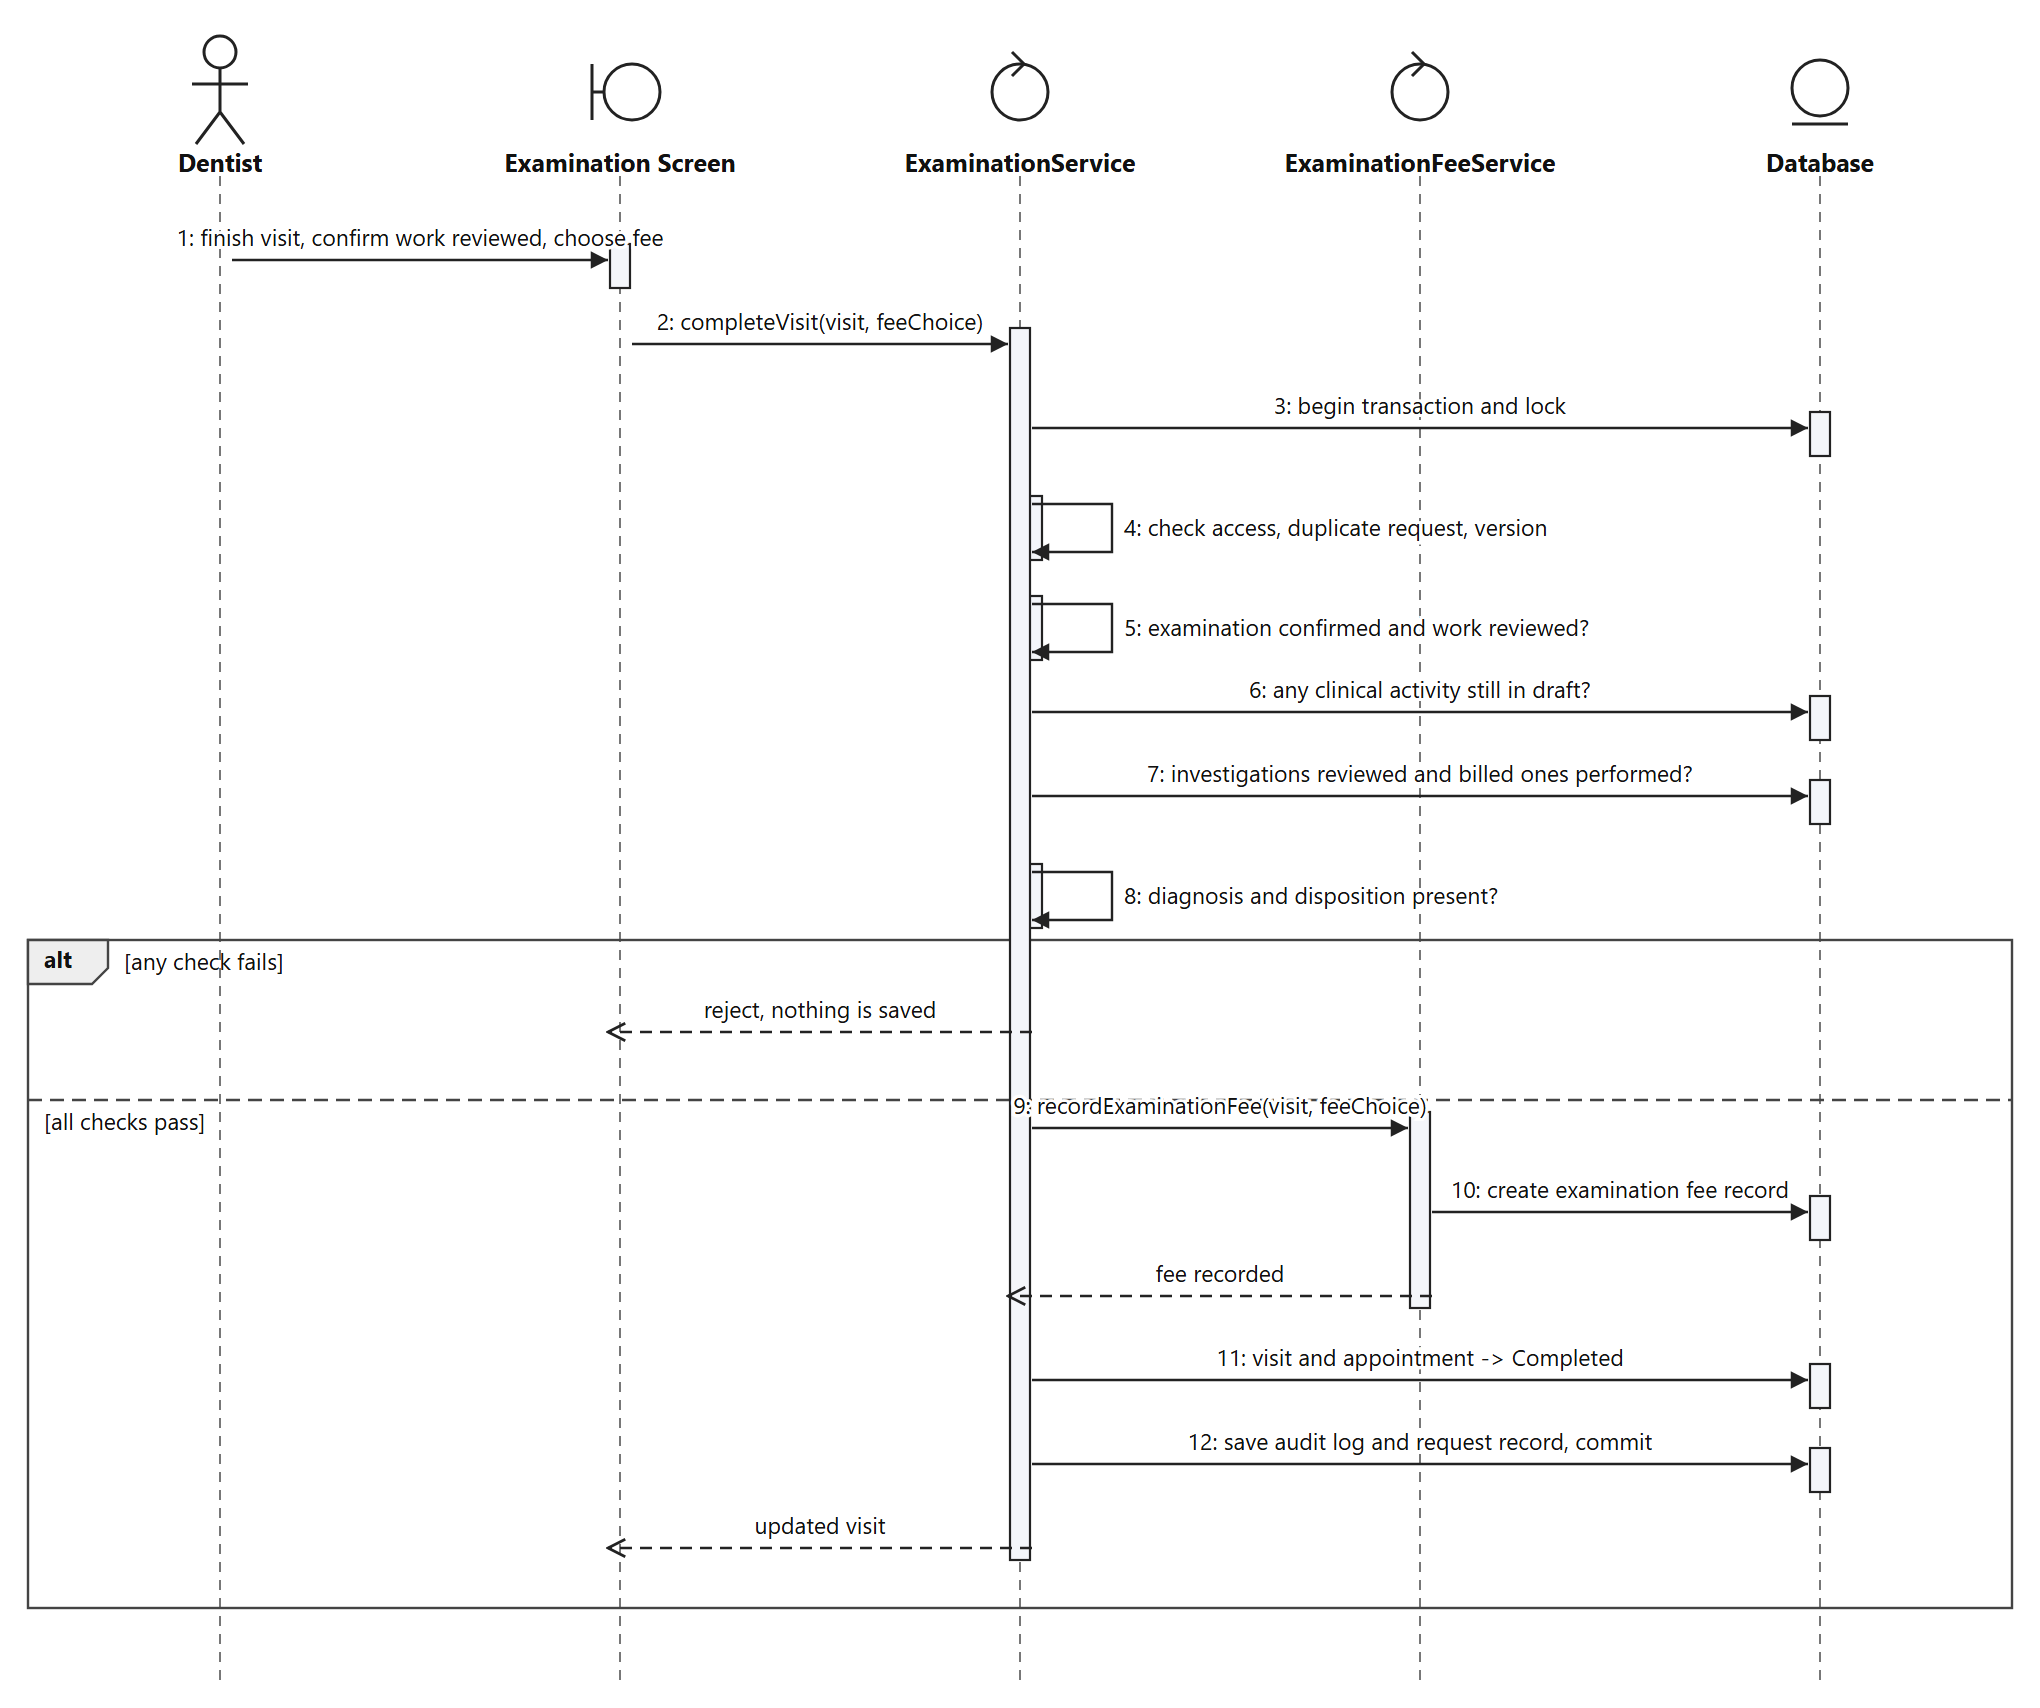 Dentist
Examination Screen
ExaminationService
ExaminationFeeService
Database
1: finish visit, confirm work reviewed, choose fee
2: completeVisit(visit, feeChoice)
3: begin transaction and lock
4: check access, duplicate request, version
5: examination confirmed and work reviewed?
6: any clinical activity still in draft?
7: investigations reviewed and billed ones performed?
8: diagnosis and disposition present?
alt
[any check fails]
reject, nothing is saved
9: recordExaminationFee(visit, feeChoice)
[all checks pass]
10: create examination fee record
fee recorded
11: visit and appointment -> Completed
12: save audit log and request record, commit
updated visit